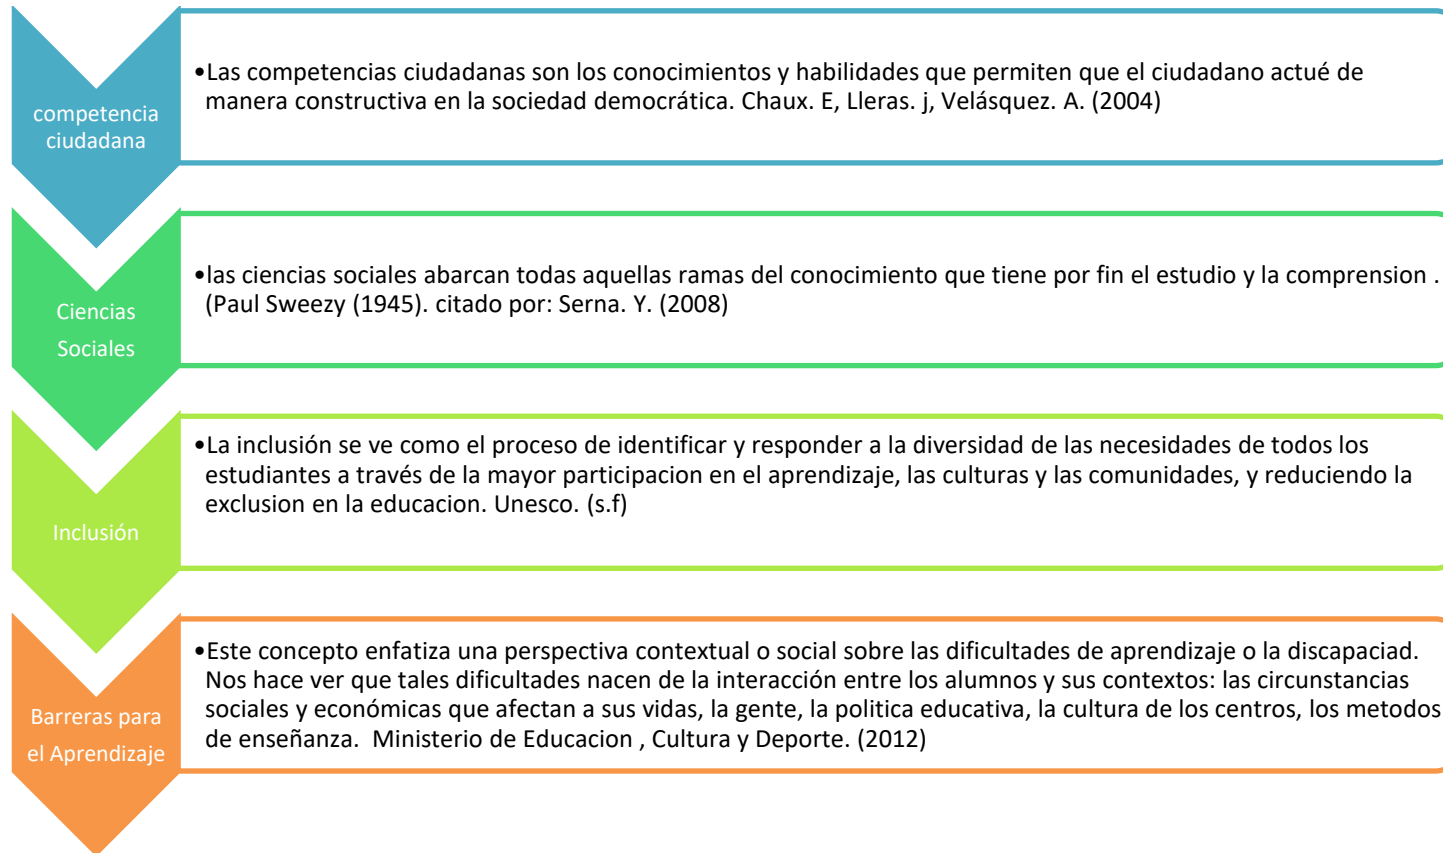 competencia
ciudadana
•Las competencias ciudadanas son los conocimientos y habilidades que permiten que el ciudadano actué de
manera constructiva en la sociedad democrática. Chaux. E, Lleras. j, Velásquez. A. (2004)
Ciencias
Sociales
•las ciencias sociales abarcan todas aquellas ramas del conocimiento que tiene por fin el estudio y la comprension .
(Paul Sweezy (1945). citado por: Serna. Y. (2008)
Inclusión
•La inclusión se ve como el proceso de identificar y responder a la diversidad de las necesidades de todos los
estudiantes a través de la mayor participacion en el aprendizaje, las culturas y las comunidades, y reduciendo la
exclusion en la educacion. Unesco. (s.f)
Barreras para
el Aprendizaje
•Este concepto enfatiza una perspectiva contextual o social sobre las dificultades de aprendizaje o la discapaciad.
Nos hace ver que tales dificultades nacen de la interacción entre los alumnos y sus contextos: las circunstancias
sociales y económicas que afectan a sus vidas, la gente, la politica educativa, la cultura de los centros, los metodos
de enseñanza.  Ministerio de Educacion , Cultura y Deporte. (2012)